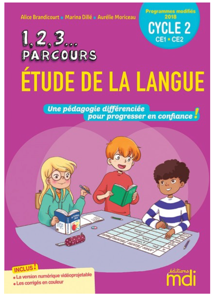 Alice Brandicourt • Marina Dillé • Aurélie Moriceau
Programmes modifiés
2018
CYCLE 2
CE1 + CE2
1,2,3...
PARCOURS
ÉTUDE DE LA LANGUE
Une pédagogie différenciée
pour progresser en confiance !
INCLUS !
• La version numérique vidéoprojetable
• Les corrigés en couleur
éditions
mdi